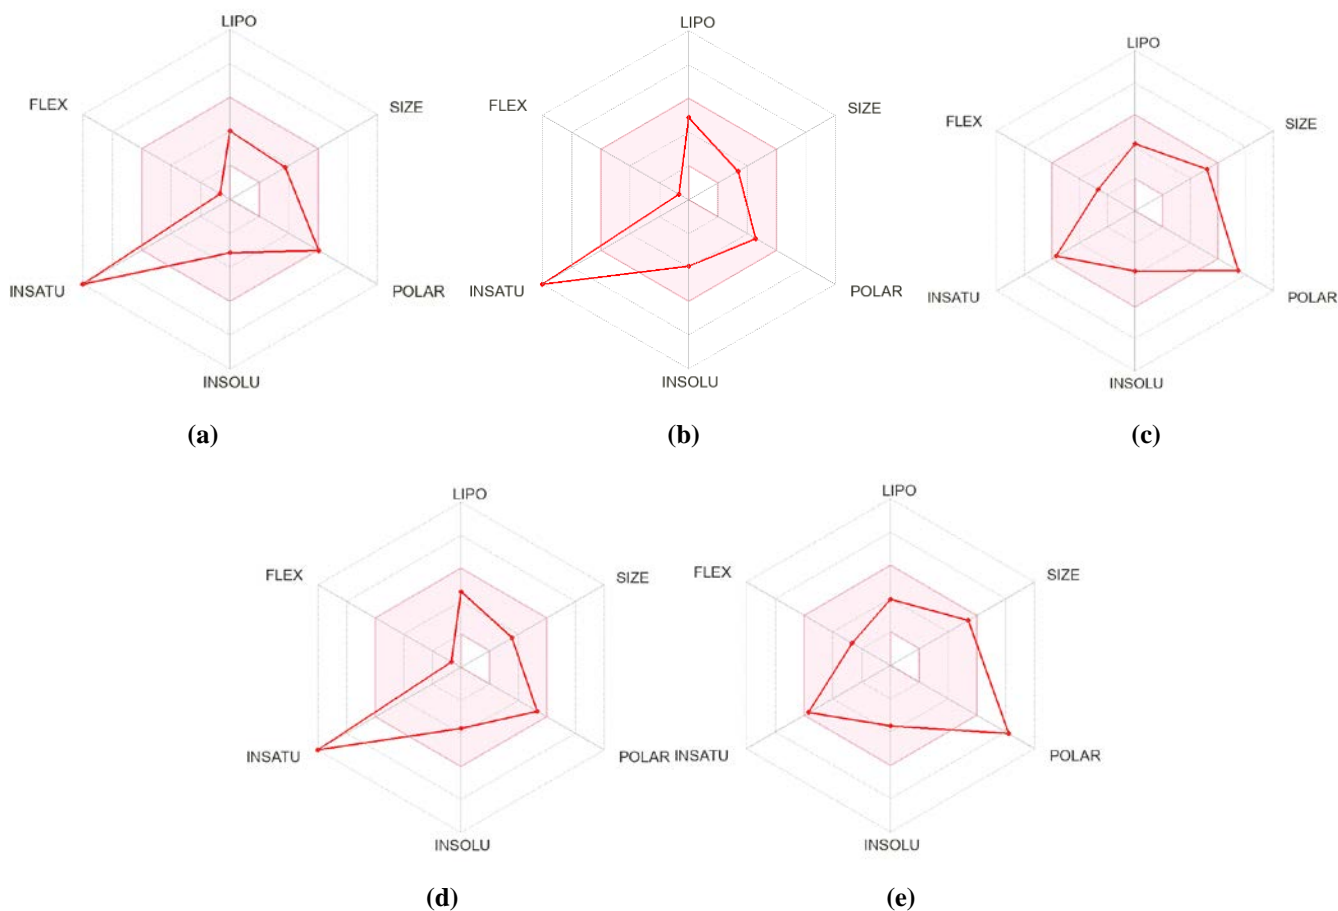 LIPO
FLEX
SIZE
INSATU
POLAR
INSOLU
(a)
LIPO
FLEX
SIZE
INSATU
POLAR
INSOLU
(b)
LIPO
FLEX
SIZE
INSATU
POLAR
INSOLU
(c)
LIPO
FLEX
SIZE
INSATU
POLAR
INSOLU
(d)
LIPO
FLEX
SIZE
INSATU
POLAR
INSOLU
(e)